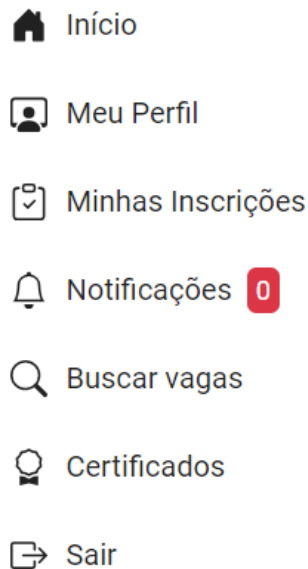 Início
Meu Perfil
Minhas Inscrições
Notificações 0
Buscar vagas
Certificados
Sair